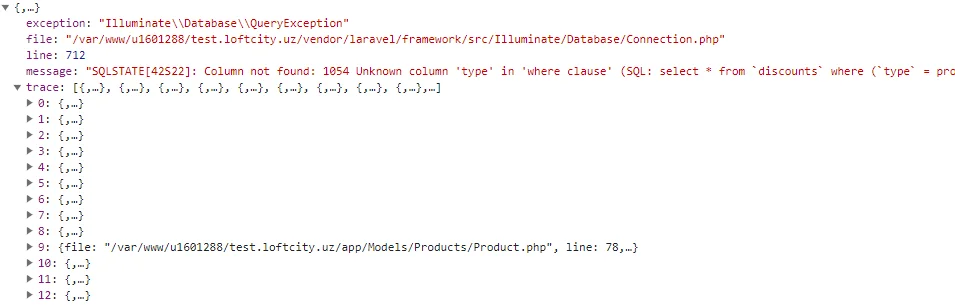 ▼ {,…}
exception: "Illuminate\\Database\\QueryException"
file: "/var/www/u1601288/test.loftcity.uz/vendor/laravel/framework/src/Illuminate/Database/Connection.php"
line: 712
message: "SQLSTATE[42S22]: Column not found: 1054 Unknown column 'type' in 'where clause' (SQL: select * from `discounts` where (`type` = pro
▼ trace: [{,…}, {,…}, {,…}, {,…}, {,…}, {,…}, {,…}, {,…}, {,…},…]
▶ 0: {,…}
▶ 1: {,…}
▶ 2: {,…}
▶ 3: {,…}
▶ 4: {,…}
▶ 5: {,…}
▶ 6: {,…}
▶ 7: {,…}
▶ 8: {,…}
▶ 9: {file: "/var/www/u1601288/test.loftcity.uz/app/Models/Products/Product.php", line: 78,…}
▶ 10: {,…}
▶ 11: {,…}
▶ 12: {,…}